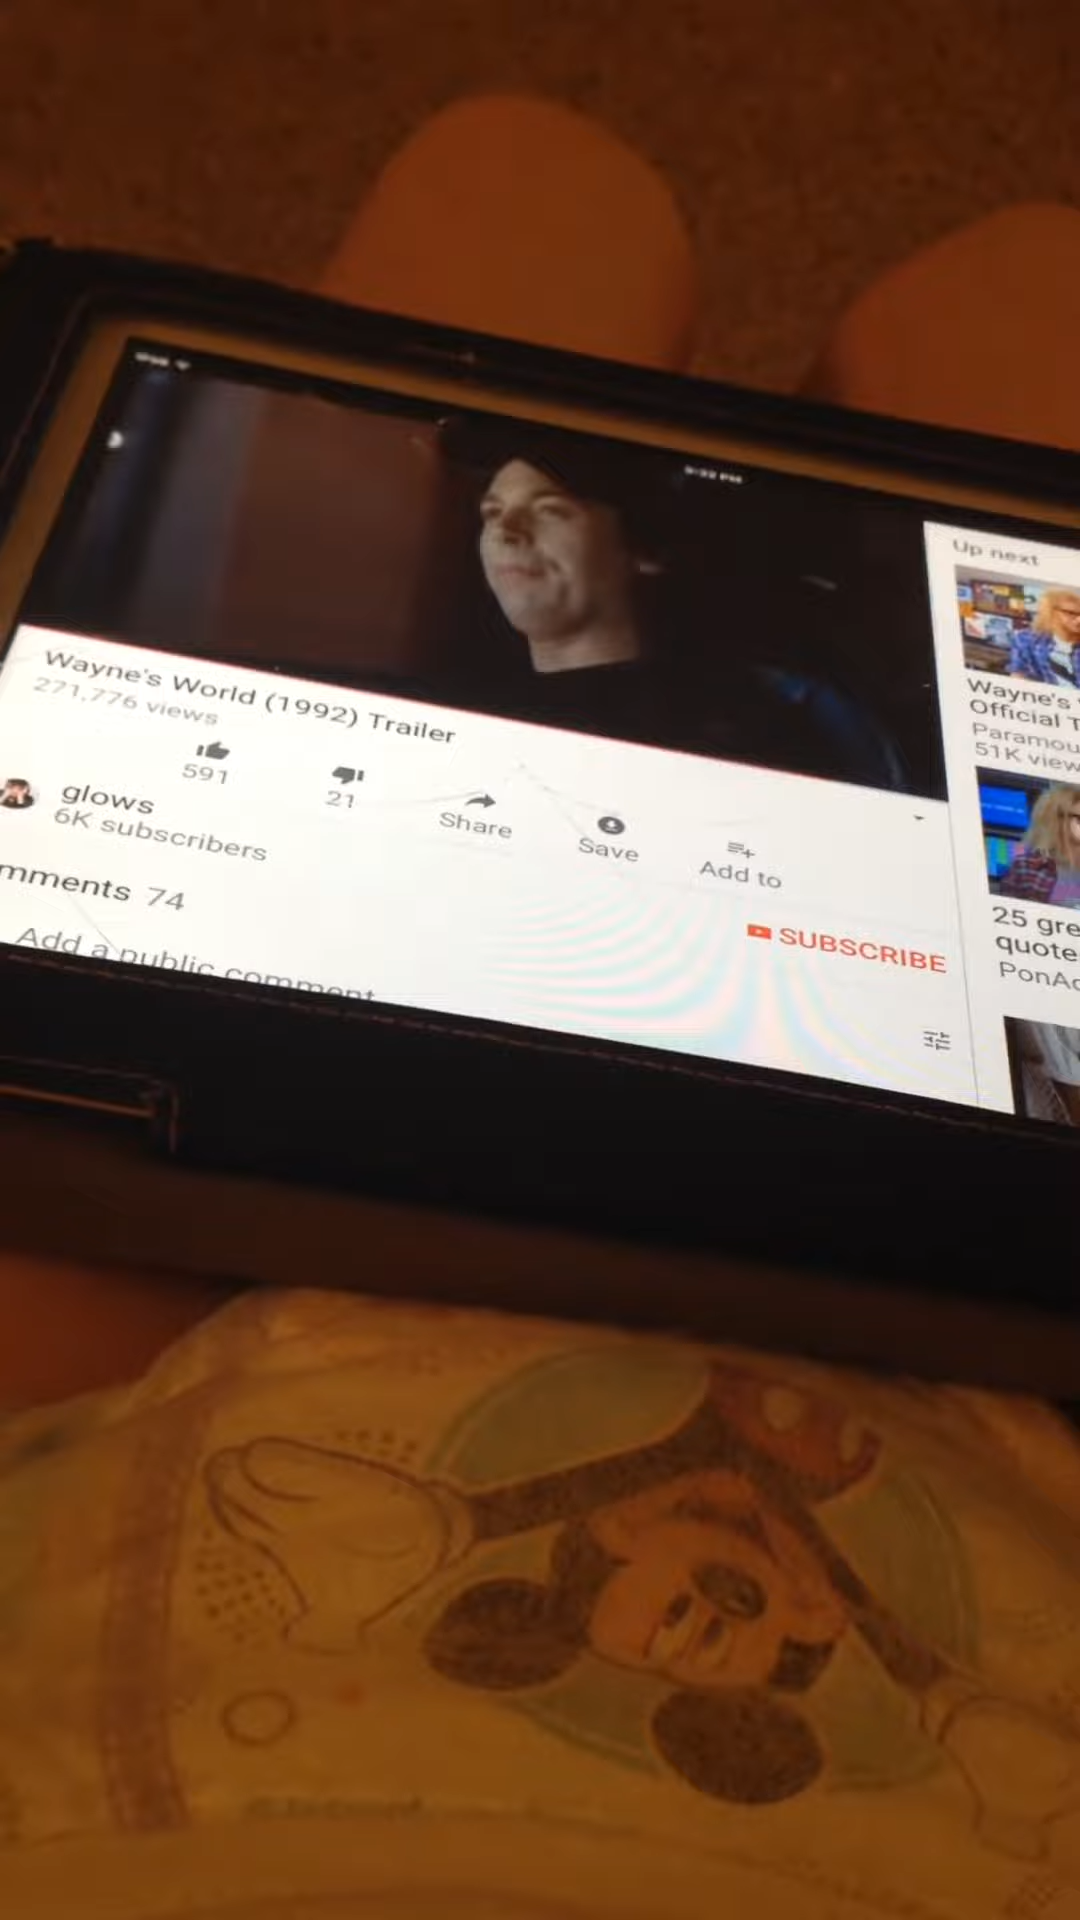 Wayne's World (1992) Trailer
271,776 views
591
21
Share
Save
Add to
glows
6K subscribers
SUBSCRIBE
mments 74
Add a public comment
Up next
Wayne's
Official T
Paramou
51K view
25 gre
quote
PonAc